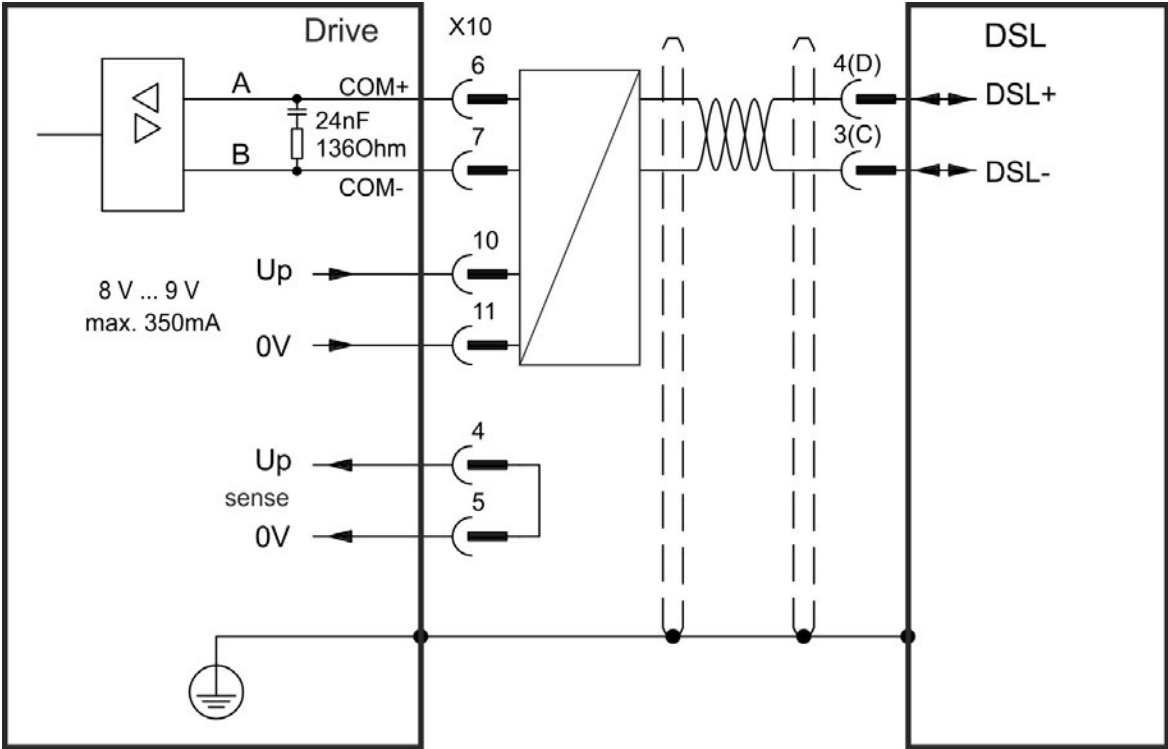 Drive
X10
DSL
6
4(D)
A
COM+
DSL+
24nF
136Ohm
7
3(C)
B
COM-
DSL-
10
Up
8 V ... 9 V
max. 350mA
11
0V
4
Up
sense
5
0V